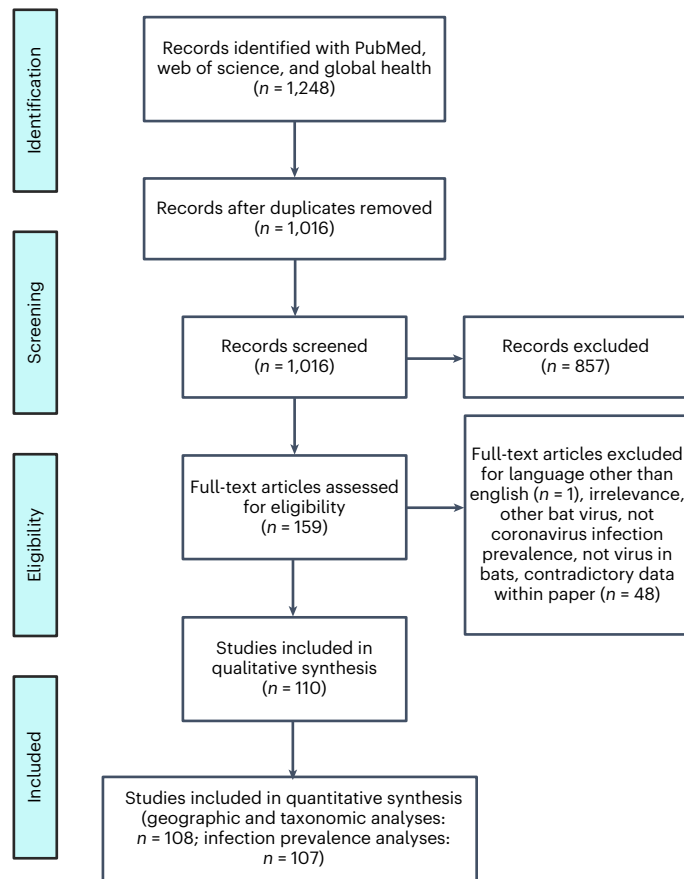 Identification
Records identified with PubMed,
web of science, and global health
(n = 1,248)
Records after duplicates removed
(n = 1,016)
Screening
Records screened
(n = 1,016)
Records excluded
(n = 857)
Eligibility
Full-text articles assessed
for eligibility
(n = 159)
Full-text articles excluded
for language other than
english (n = 1), irrelevance,
other bat virus, not
coronavirus infection
prevalence, not virus in
bats, contradictory data
within paper (n = 48)
Studies included in
qualitative synthesis
(n = 110)
Included
Studies included in quantitative synthesis
(geographic and taxonomic analyses:
n = 108; infection prevalence analyses:
n = 107)